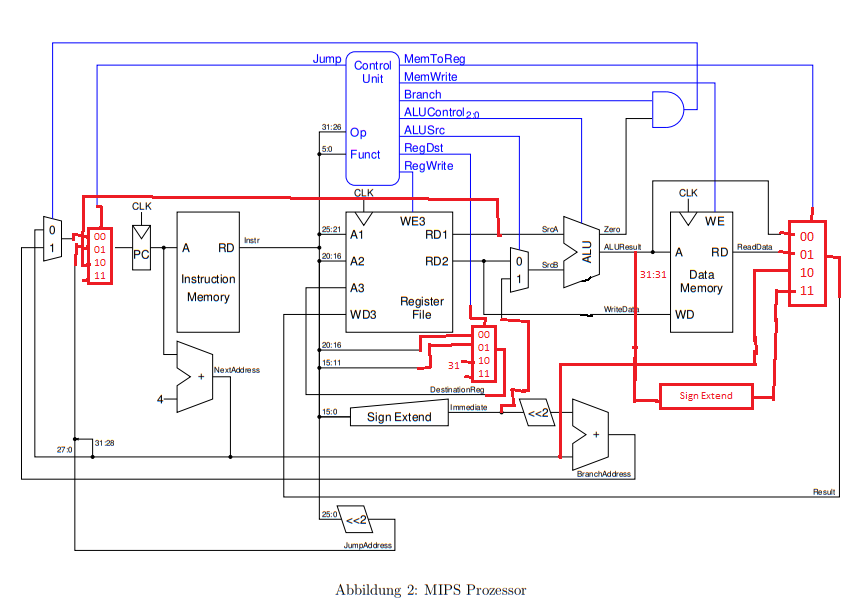 Jump
Control
Unit
MemToReg
MemWrite
Branch
ALUControl2:0
ALUSrc
RegDst
RegWrite
31:26
Op
5:0
Funct
CLK
0
1
00
01
10
11
CLK
PC
A
RD
Instruction
Memory
Instr
25:21
20:16
A1
A2
A3
WD3
WE3
RD1
RD2
Register
File
0
1
SrcA
SrcB
ALU
Zero
ALUResult
31:31
CLK
WE
A
RD
Data
Memory
WD
ReadData
WriteData
00
01
10
11
20:16
15:11
31
00
01
10
11
DestinationReg
Sign Extend
4
+
NextAddress
15:0
Sign Extend
Immediate
<<2
+
BranchAddress
31:28
27:0
Result
25:0
<<2
JumpAddress
Abbildung 2: MIPS Prozessor